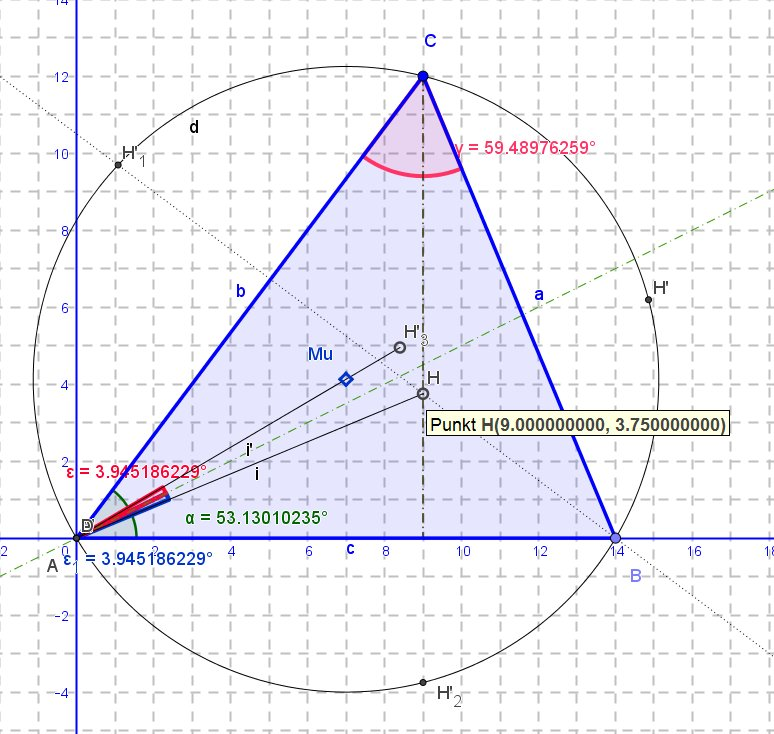 14
C
12
d
H'₁
10
γ = 59.48976259°
8
b
a
H'
6
H'₃
Mu
4
H
Punkt H(9.000000000, 3.750000000)
2
ε = 3.945186229°
i'
i
D
α = 53.13010235°
2
0
2
4
6
8
10
12
14
16
18
c
A
ε₁ = 3.945186229°
B
-2
-4
H'₂